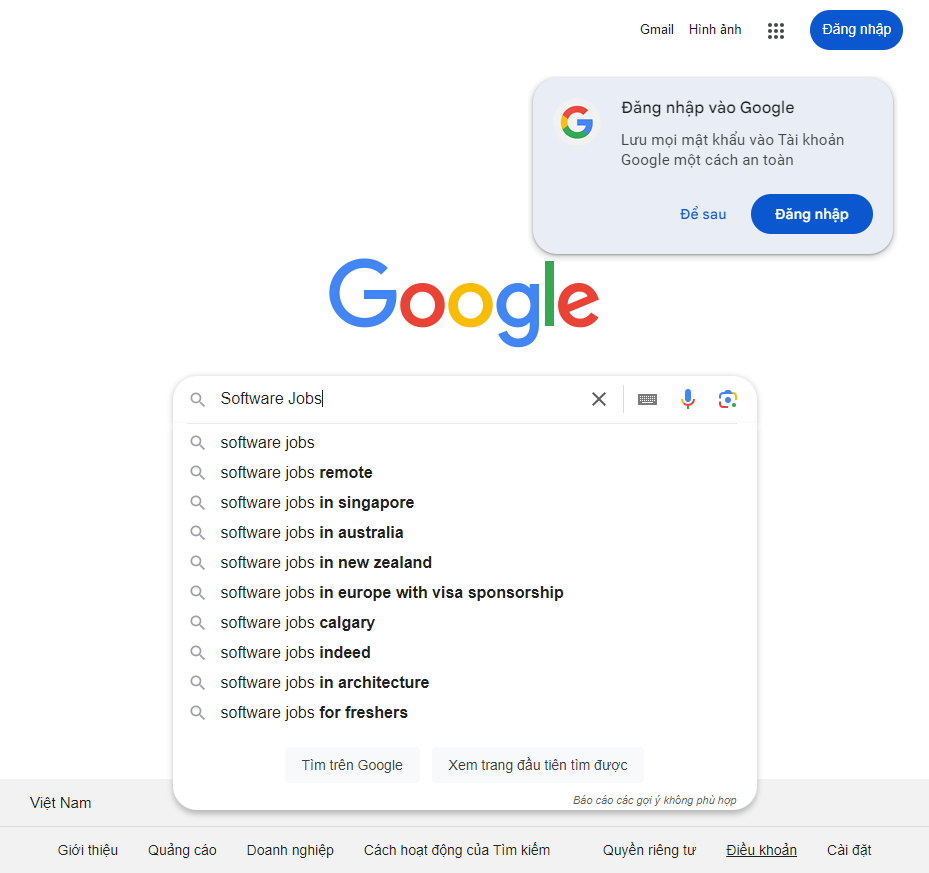 Gmail Hình ảnh Đăng nhập
Đăng nhập vào Google
Lưu mọi mật khẩu vào Tài khoản
Google một cách an toàn
Để sau Đăng nhập
Google
Software Jobs
software jobs
software jobs remote
software jobs in singapore
software jobs in australia
software jobs in new zealand
software jobs in europe with visa sponsorship
software jobs calgary
software jobs indeed
software jobs in architecture
software jobs for freshers
Tìm trên Google Xem trang đầu tiên tìm được
Báo cáo các gợi ý không phù hợp
Việt Nam
Giới thiệu Quảng cáo Doanh nghiệp Cách hoạt động của Tìm kiếm Quyền riêng tư Điều khoản Cài đặt